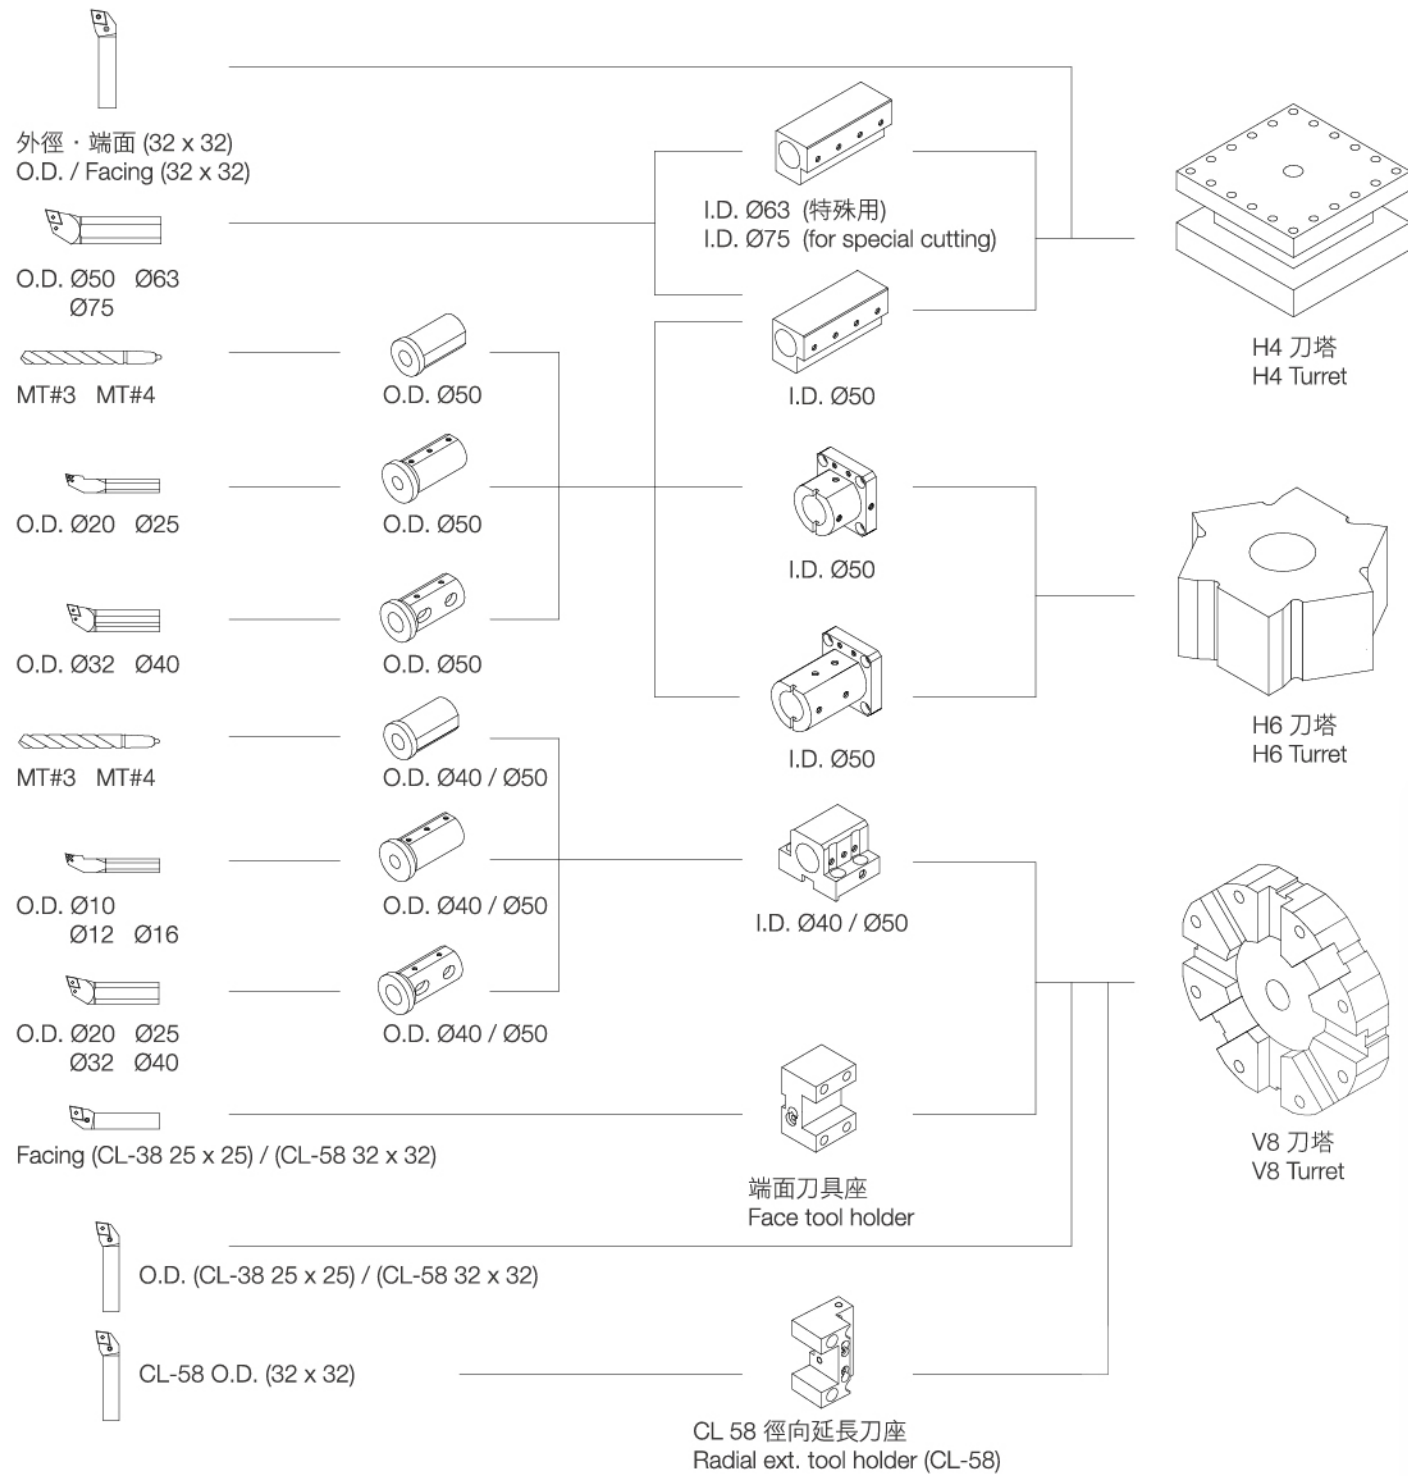 外徑・端面 (32 x 32)
O.D. / Facing (32 x 32)
I.D. Ø63 (特殊用)
I.D. Ø75 (for special cutting)
O.D. Ø50 Ø63
Ø75
H4 刀塔
H4 Turret
MT#3 MT#4
O.D. Ø50
I.D. Ø50
O.D. Ø20 Ø25
O.D. Ø50
I.D. Ø50
O.D. Ø32 Ø40
O.D. Ø50
H6 刀塔
H6 Turret
I.D. Ø50
MT#3 MT#4
O.D. Ø40 / Ø50
O.D. Ø10
Ø12 Ø16
O.D. Ø40 / Ø50
I.D. Ø40 / Ø50
O.D. Ø20 Ø25
Ø32 Ø40
O.D. Ø40 / Ø50
V8 刀塔
V8 Turret
Facing (CL-38 25 x 25) / (CL-58 32 x 32)
端面刀具座
Face tool holder
O.D. (CL-38 25 x 25) / (CL-58 32 x 32)
CL-58 O.D. (32 x 32)
CL 58 徑向延長刀座
Radial ext. tool holder (CL-58)